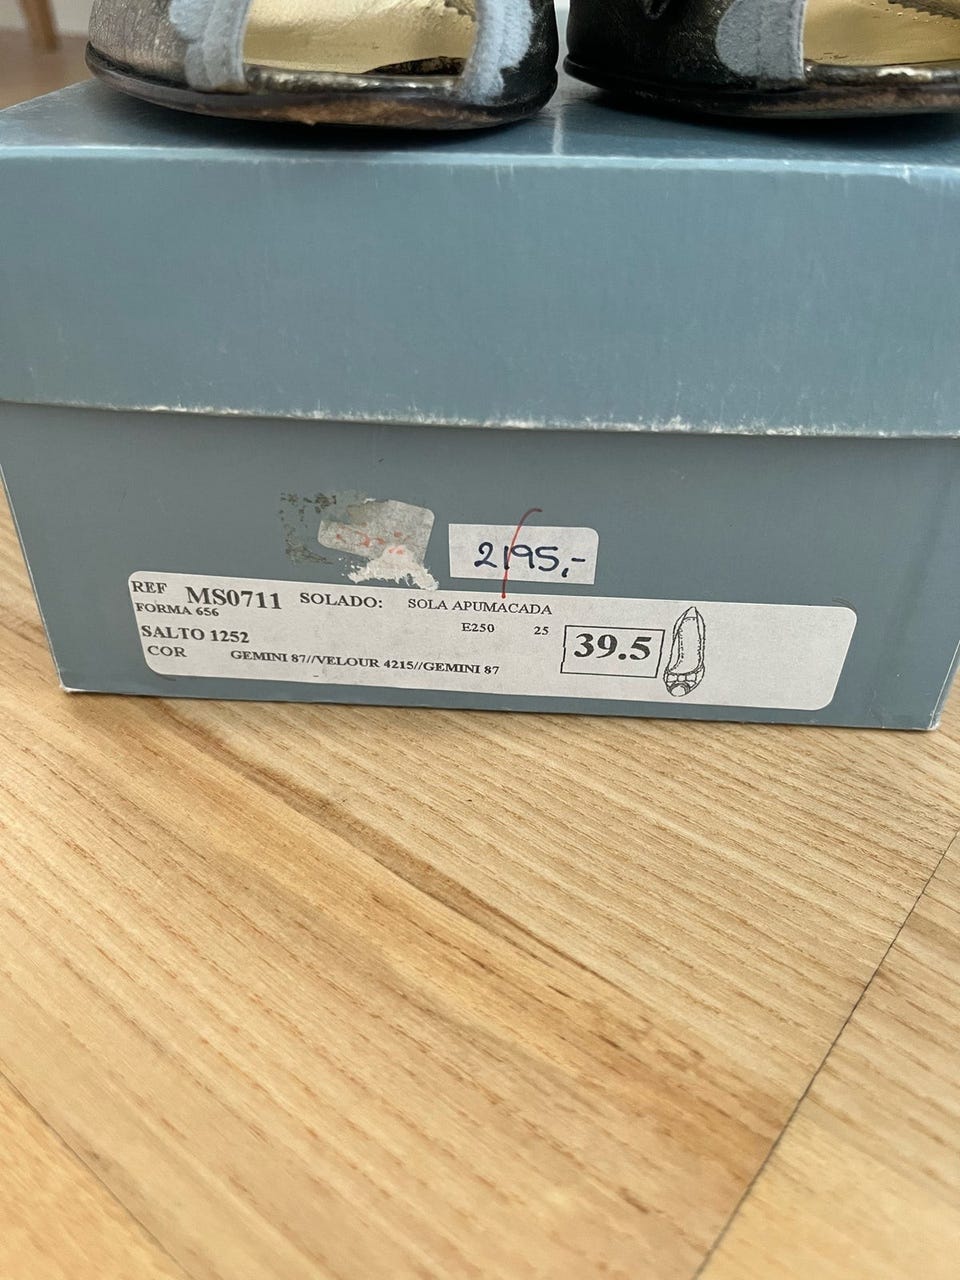 2195,-
REF MS0711 SOLADO: SOLA APUMACADA
FORMA 656
E250 25
SALTO 1252
39.5
COR GEMINI 87//VELOUR 4215//GEMINI 87